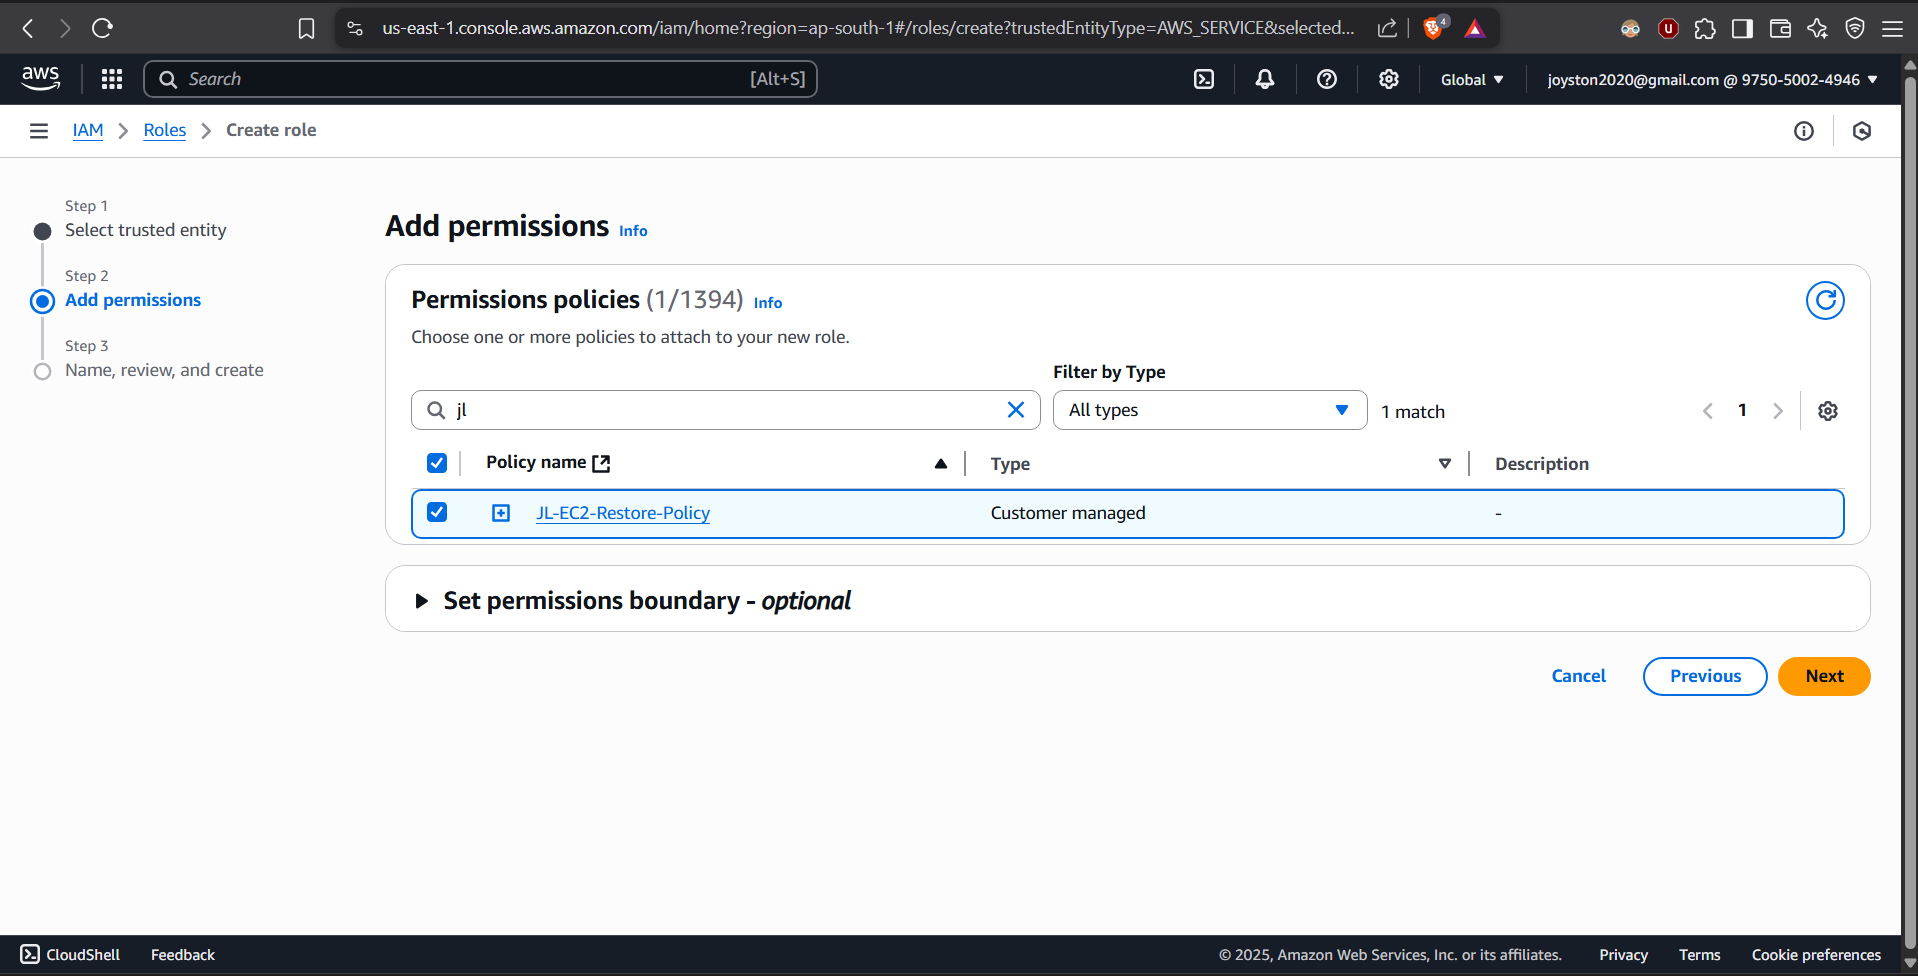 us-east-1.console.aws.amazon.com/iam/home?region=ap-south-1#/roles/create?trustedEntityType=AWS_SERVICE&selected...
4
U
aws
Search
[Alt+S]
Global
joyston2020@gmail.com @ 9750-5002-4946
IAM
Roles
Create role
Step 1
Select trusted entity
Step 2
Add permissions
Step 3
Name, review, and create
Add permissions Info
Permissions policies (1/1394) Info
Choose one or more policies to attach to your new role.
Filter by Type
jl
All types
1 match
1
Policy name
Type
Description
JL-EC2-Restore-Policy
Customer managed
-
Set permissions boundary - optional
Cancel
Previous
Next
CloudShell
Feedback
© 2025, Amazon Web Services, Inc. or its affiliates.
Privacy
Terms
Cookie preferences